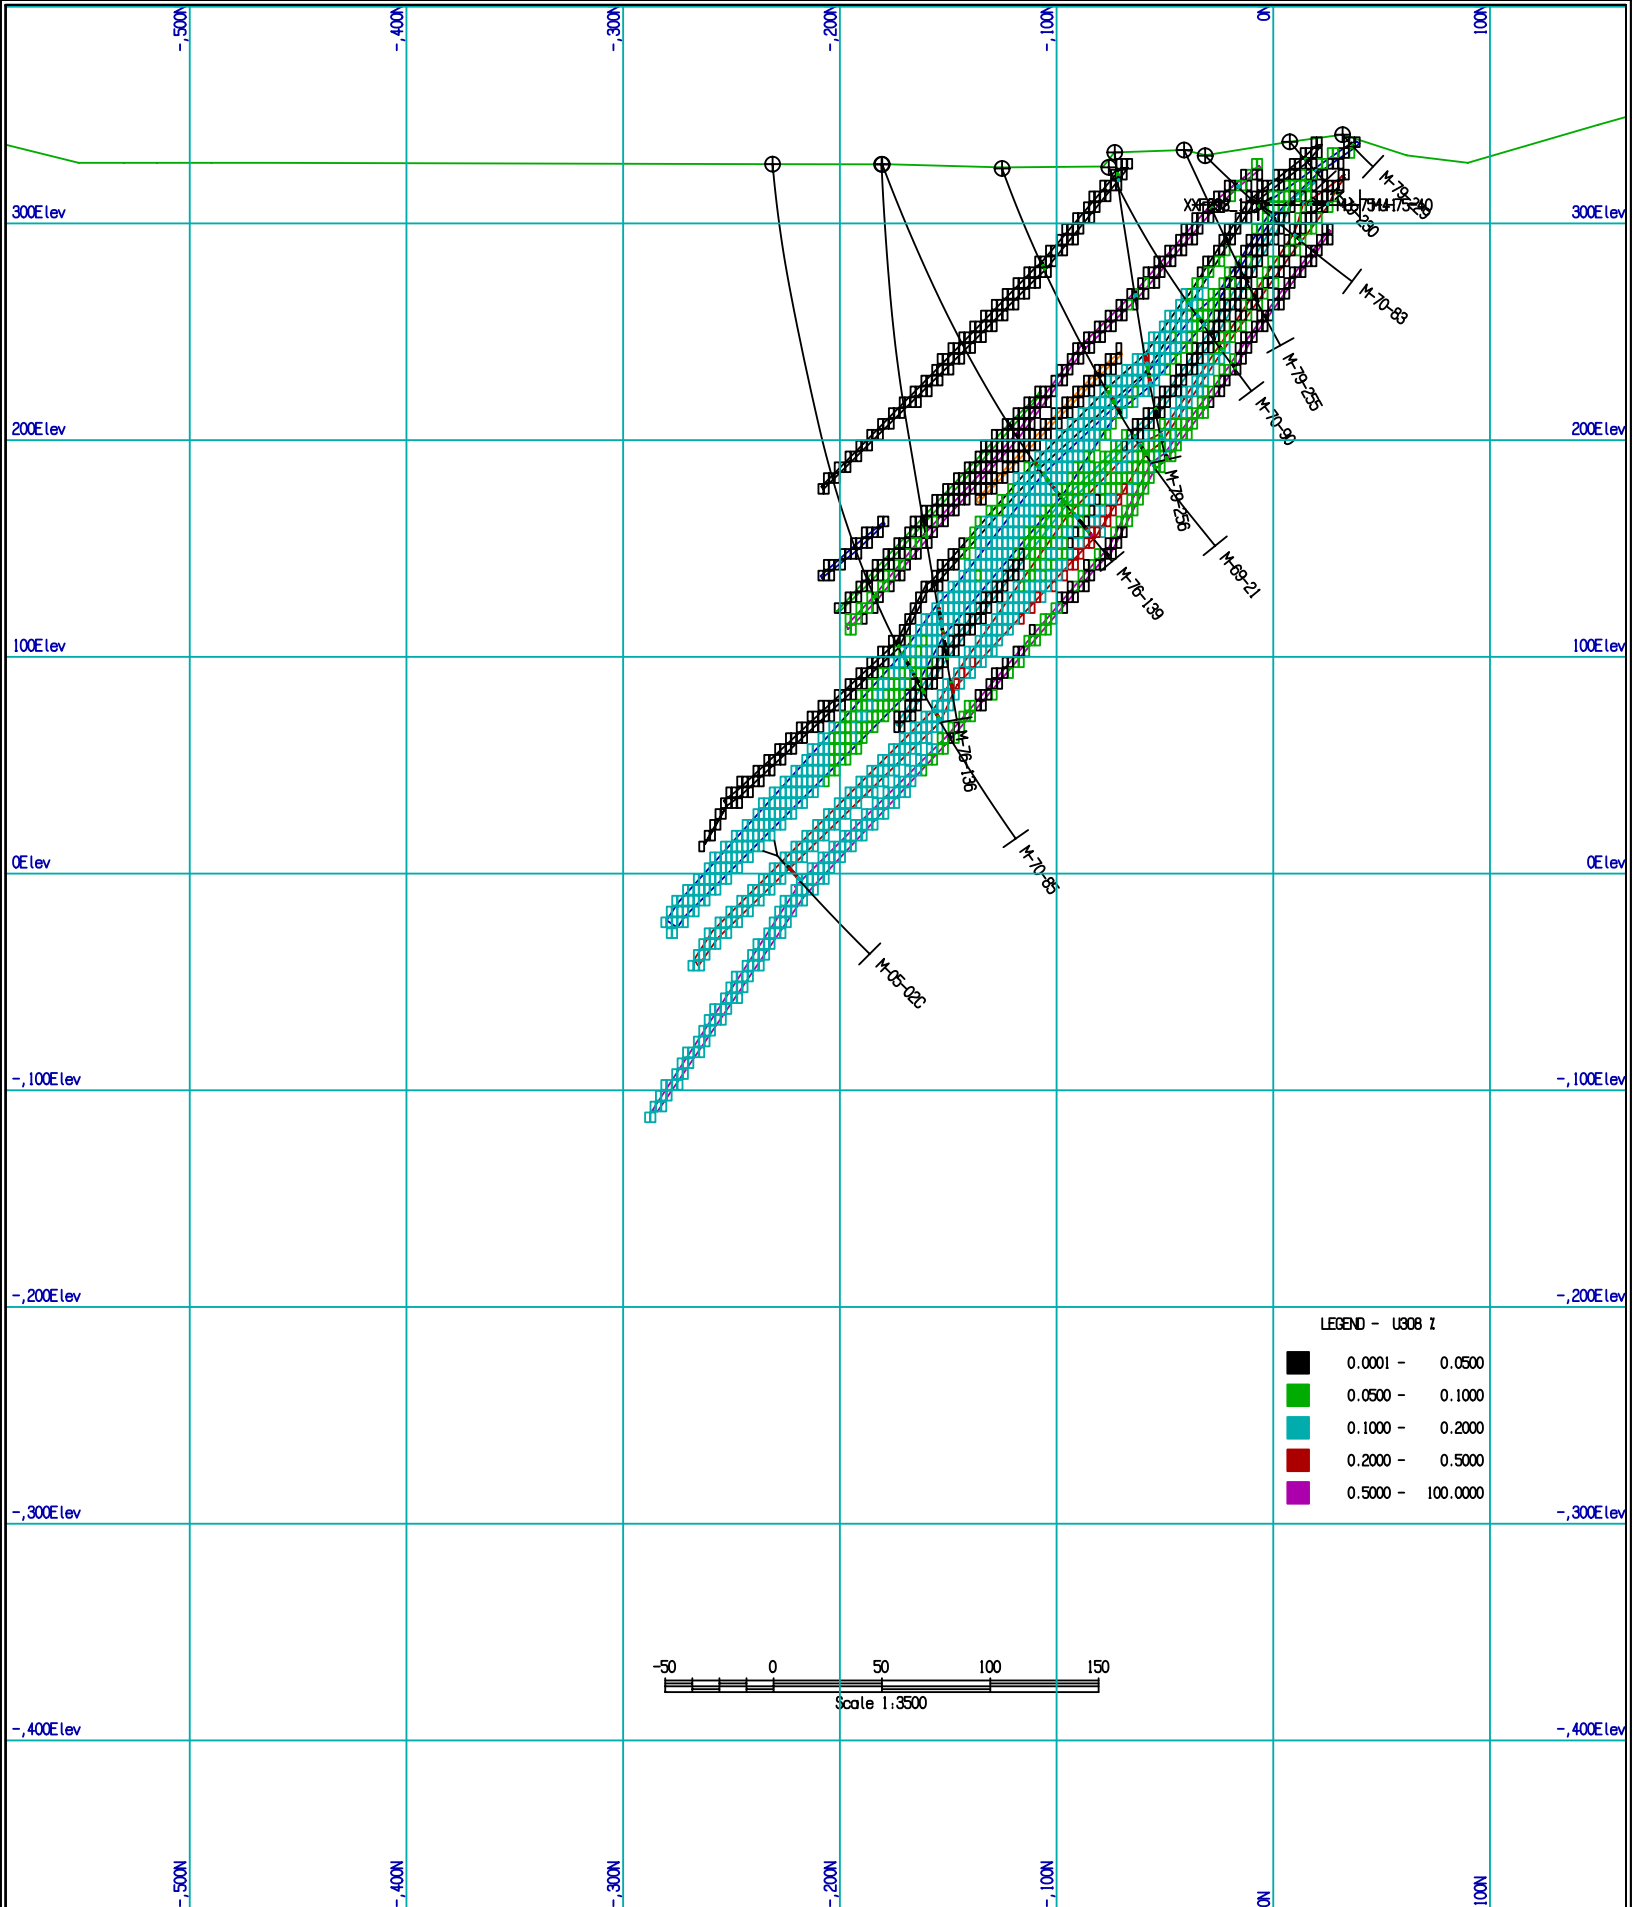 -,500N
-,400N
-,300N
-,200N
-,100N
0N
100N
M-79-229
300Elev
300Elev
M-70-83
M-79-255
M-70-90
200Elev
200Elev
M-79-256
M-69-21
M-76-139
100Elev
100Elev
M-76-136
M-70-85
0Elev
0Elev
M-05-02C
-,100Elev
-,100Elev
-,200Elev
-,200Elev
LEGEND - U3O8 %
0.0001 - 0.0500
0.0500 - 0.1000
0.1000 - 0.2000
0.2000 - 0.5000
0.5000 - 100.0000
-,300Elev
-,300Elev
-50 0 50 100 150
Scale 1:3500
-,400Elev
-,400Elev
-,500N
-,400N
-,300N
-,200N
-,100N
0N
100N